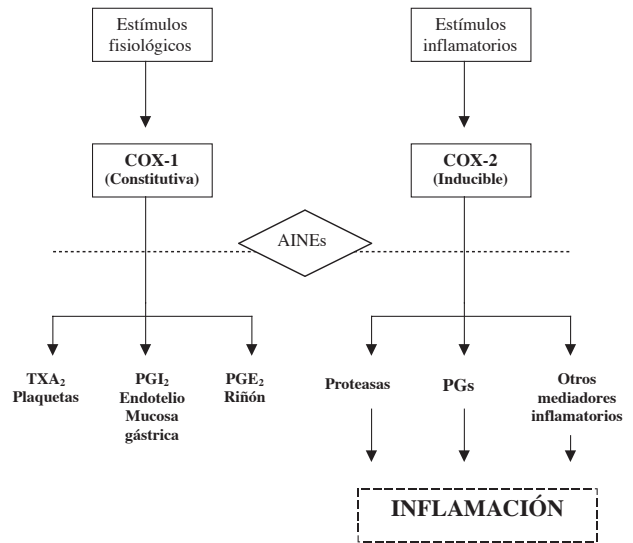 Estímulos
fisiológicos
Estímulos
inflamatorios
COX-1
(Constitutiva)
COX-2
(Inducible)
AINEs
TXA₂
Plaquetas
PGI₂
Endotelio
Mucosa
gástrica
PGE₂
Riñón
Proteasas
PGs
Otros
mediadores
inflamatorios
INFLAMACIÓN